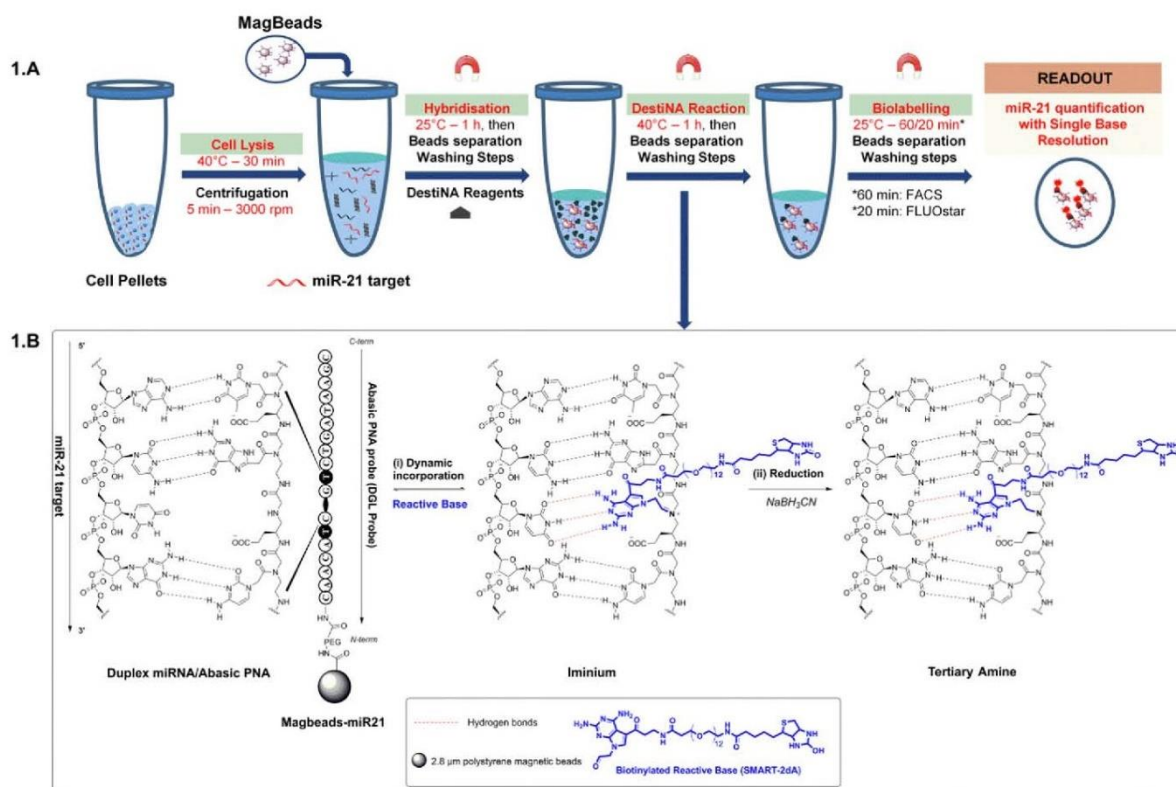 MagBeads
1.A
Cell Lysis
40°C – 30 min
Centrifugation
5 min – 3000 rpm
Cell Pellets
miR-21 target
Hybridisation
25°C – 1 h, then
Beads separation
Washing Steps
DestiNA Reagents
DestiNA Reaction
40°C – 1 h, then
Beads separation
Washing Steps
Biolabelling
25°C – 60/20 min*
Beads separation
Washing steps
*60 min: FACS
*20 min: FLUOstar
READOUT
miR-21 quantification
with Single Base
Resolution
1.B
5'
miR-21 target
3'
C-term
Abasic PNA probe (DGL Probe)
N-term
PEG
Duplex miRNA/Abasic PNA
Magbeads-miR21
(i) Dynamic
incorporation
Reactive Base
Iminium
(ii) Reduction
NaBH₃CN
Tertiary Amine
Hydrogen bonds
2.8 µm polystyrene magnetic beads
Biotinylated Reactive Base (SMART-2dA)